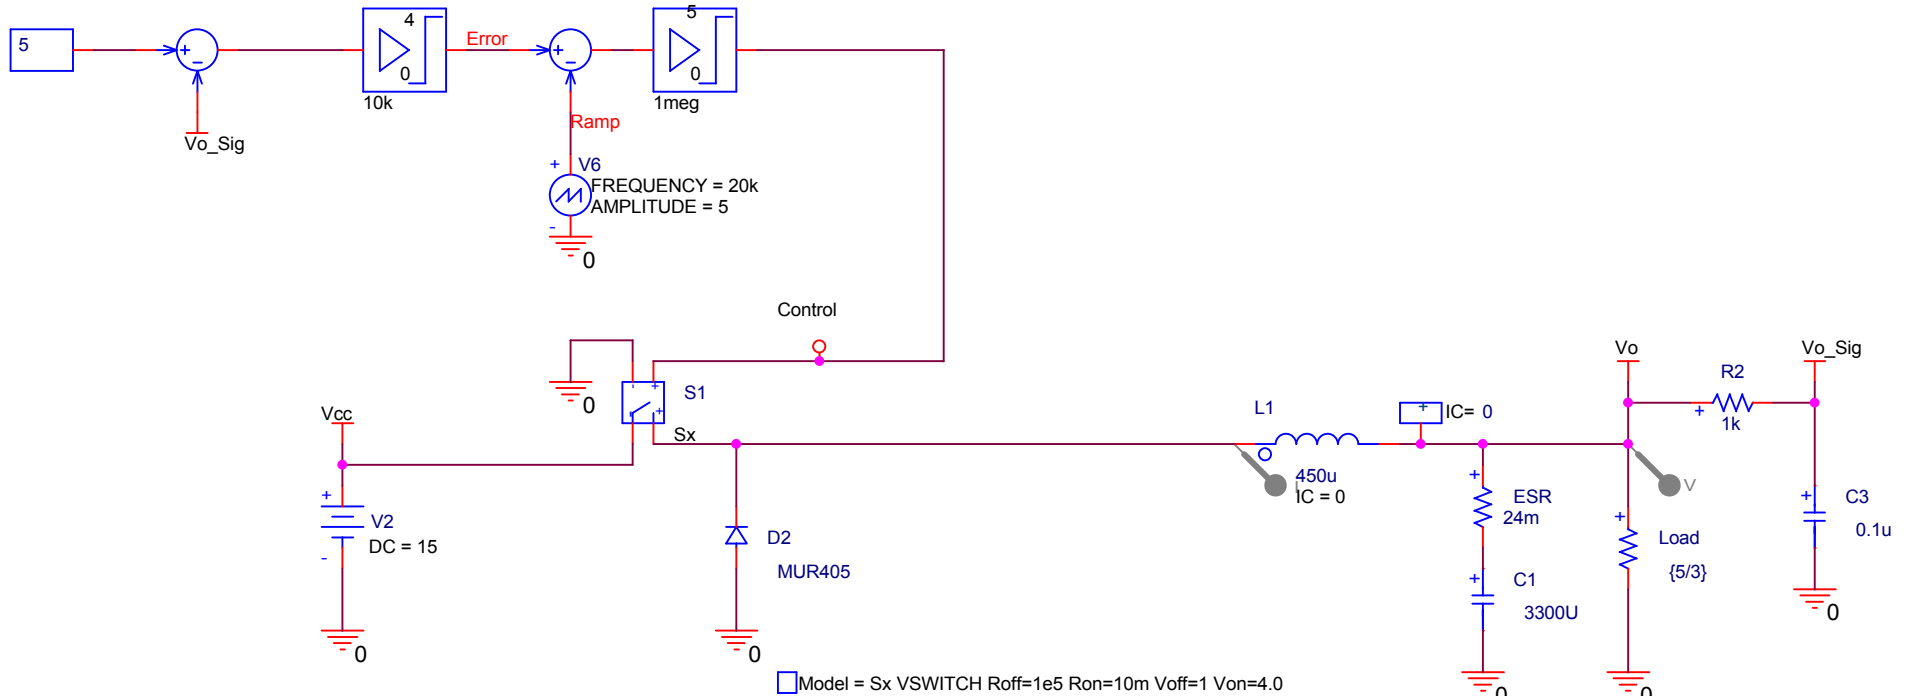 5
4
0
10k
Vo_Sig
Error
Ramp
5
0
1meg
V6
FREQUENCY = 20k
AMPLITUDE = 5
0
Control
0
S1
Sx
Vcc
V2
DC = 15
0
D2
MUR405
0
L1
450u
IC = 0
I
IC= 0
ESR
24m
C1
3300U
0
Vo
V
Load
{5/3}
0
R2
1k
Vo_Sig
C3
0.1u
0
Model = Sx VSWITCH Roff=1e5 Ron=10m Voff=1 Von=4.0